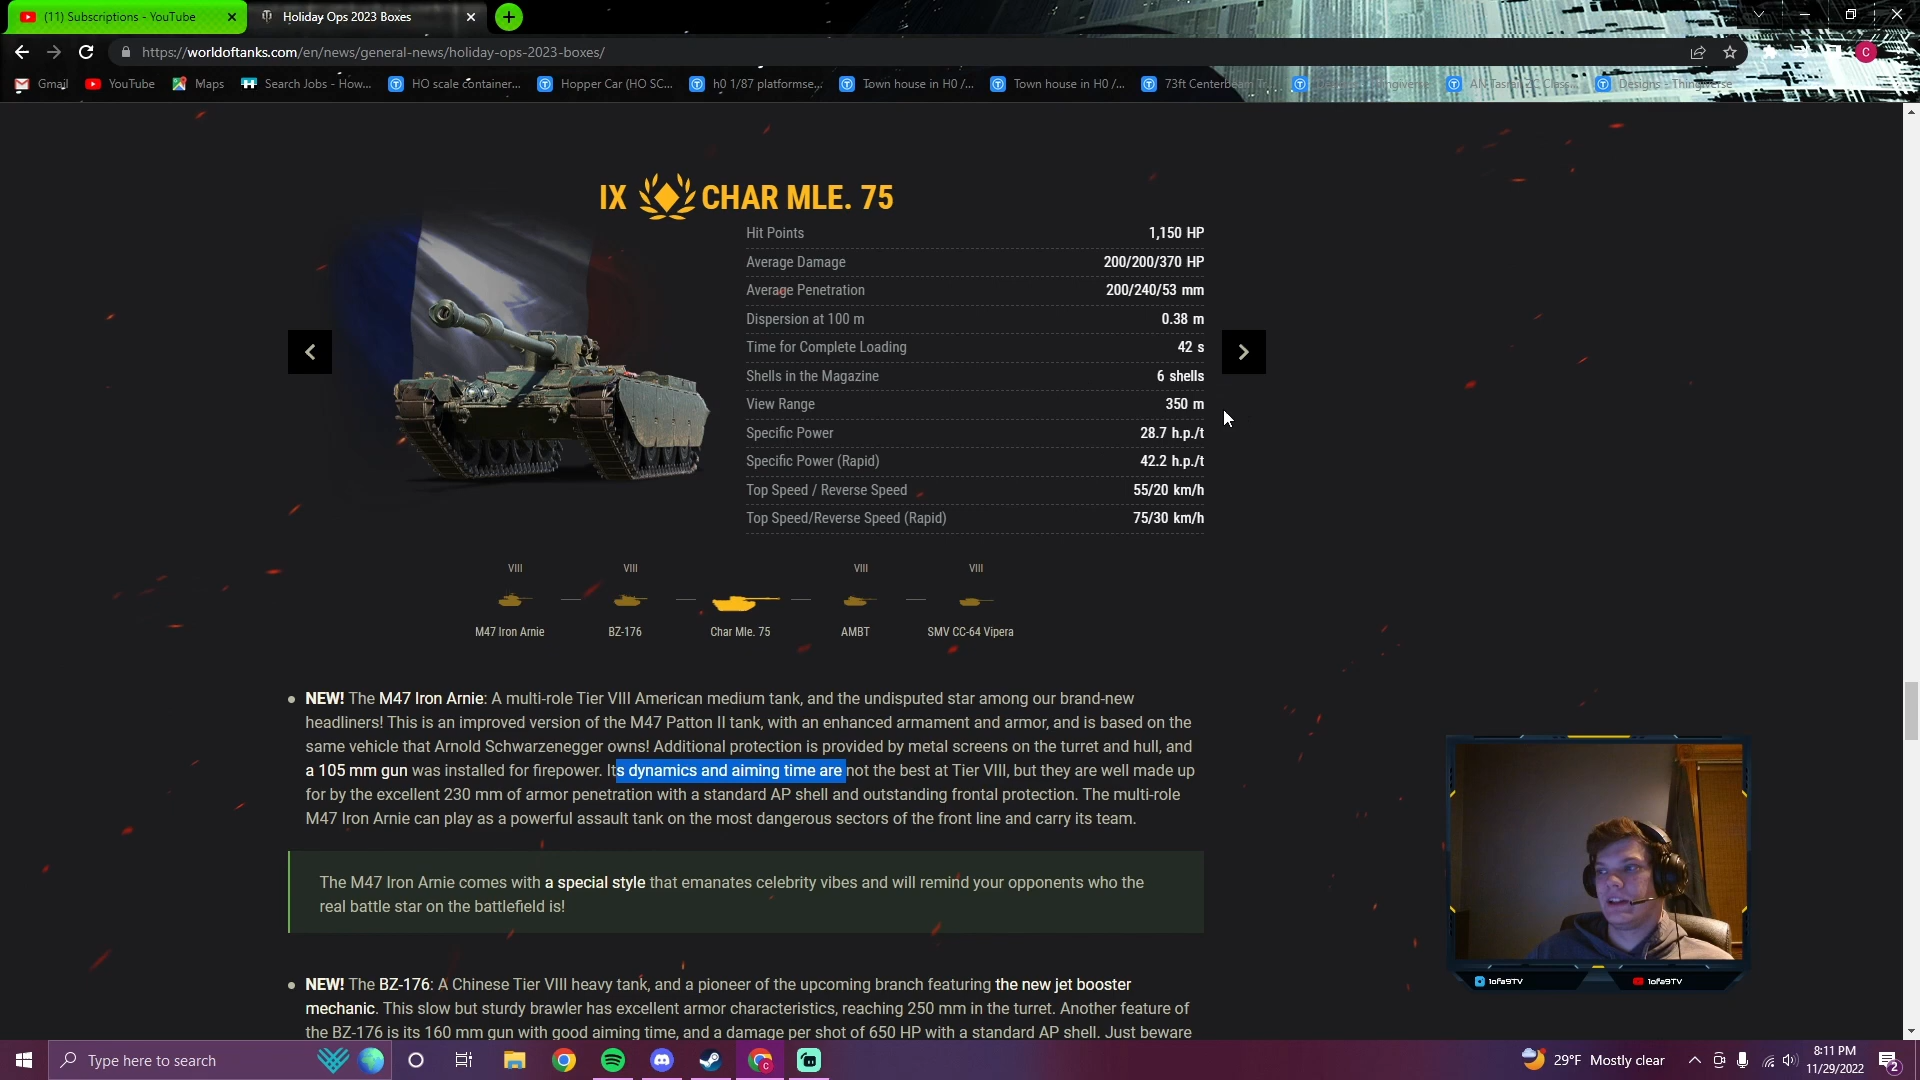 (11) Subscriptions - YouTube
Holiday Ops 2023 Boxes
https://worldoftanks.com/en/news/general-news/holiday-ops-2023-boxes/
C
Gmail
YouTube
Maps
Search Jobs - How...
HO scale container...
Hopper Car (HO SC...
h0 1/87 platformse...
Town house in H0 /...
Town house in H0 /...
73ft Centerbeam Tr...
Designs - Thingiverse
IX CHAR MLE. 75
Hit Points 1,150 HP
Average Damage 200/200/370 HP
Average Penetration 200/240/53 mm
Dispersion at 100 m 0.38 m
Time for Complete Loading 42 s
Shells in the Magazine 6 shells
View Range 350 m
Specific Power 28.7 h.p./t
Specific Power (Rapid) 42.2 h.p./t
Top Speed / Reverse Speed 55/20 km/h
Top Speed/Reverse Speed (Rapid) 75/30 km/h
VIII VIII VIII VIII
M47 Iron Arnie BZ-176 Char Mle. 75 AMBT SMV CC-64 Vipera
NEW! The M47 Iron Arnie: A multi-role Tier VIII American medium tank, and the undisputed star among our brand-new
headliners! This is an improved version of the M47 Patton II tank, with an enhanced armament and armor, and is based on the
same vehicle that Arnold Schwarzenegger owns! Additional protection is provided by metal screens on the turret and hull, and
a 105 mm gun was installed for firepower. Its dynamics and aiming time are not the best at Tier VIII, but they are well made up
for by the excellent 230 mm of armor penetration with a standard AP shell and outstanding frontal protection. The multi-role
M47 Iron Arnie can play as a powerful assault tank on the most dangerous sectors of the front line and carry its team.
The M47 Iron Arnie comes with a special style that emanates celebrity vibes and will remind your opponents who the
real battle star on the battlefield is!
NEW! The BZ-176: A Chinese Tier VIII heavy tank, and a pioneer of the upcoming branch featuring the new jet booster
mechanic. This slow but sturdy brawler has excellent armor characteristics, reaching 250 mm in the turret. Another feature of
the BZ-176 is its 160 mm gun with good aiming time, and a damage per shot of 650 HP with a standard AP shell. Just beware
1ofa9TV 1ofa9TV
Type here to search
29°F Mostly clear
8:11 PM
11/29/2022
2